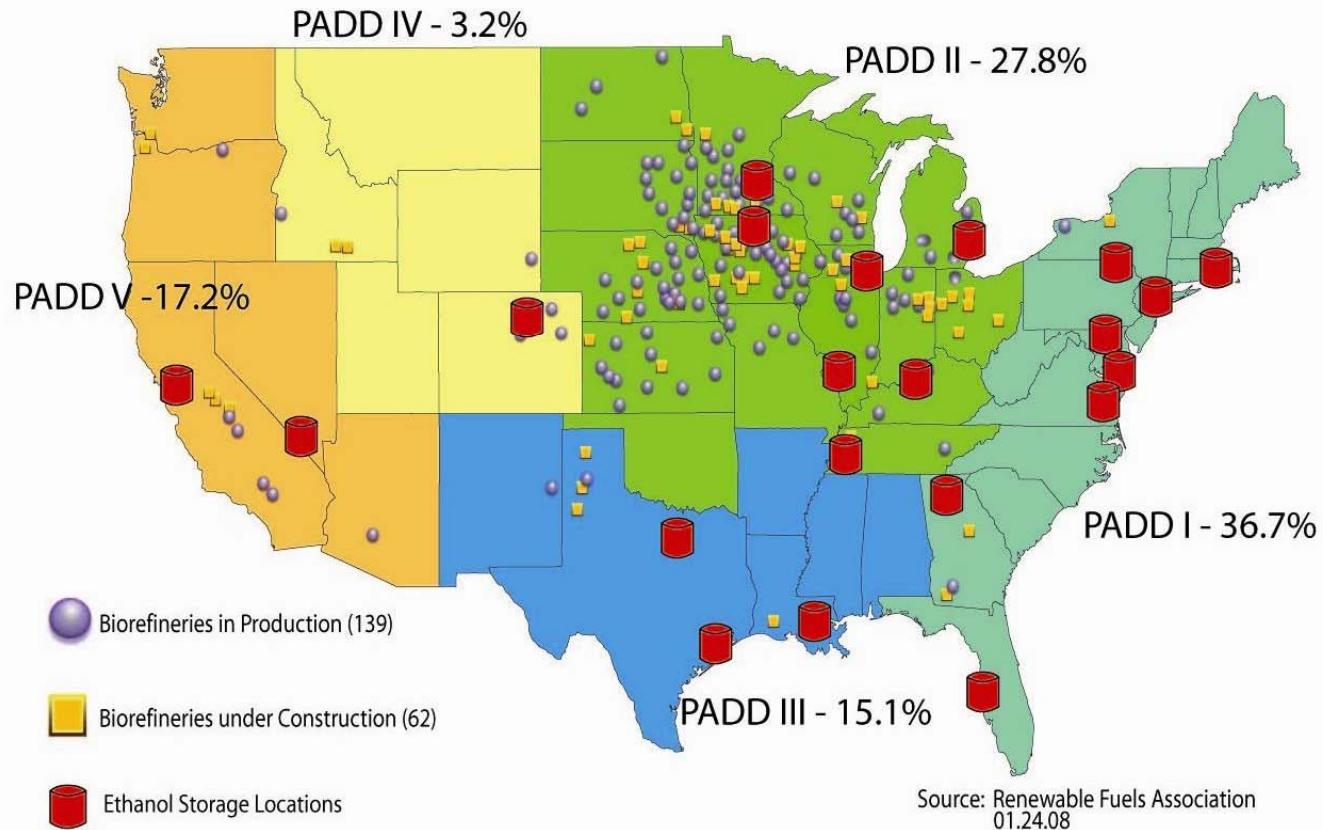 PADD IV - 3.2%
PADD II - 27.8%
PADD V -17.2%
PADD I - 36.7%
PADD III - 15.1%
Biorefineries in Production (139)
Biorefineries under Construction (62)
Ethanol Storage Locations
Source: Renewable Fuels Association
01.24.08